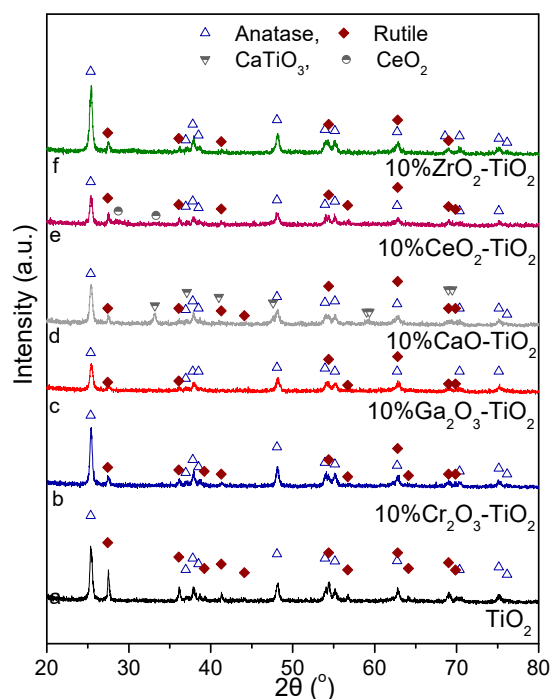 Anatase, Rutile
CaTiO₃, CeO₂
f
10%ZrO₂-TiO₂
e
10%CeO₂-TiO₂
d
10%CaO-TiO₂
c
10%Ga₂O₃-TiO₂
b
10%Cr₂O₃-TiO₂
a
TiO₂
Intensity (a.u.)
20 30 40 50 60 70 80
2θ (°)